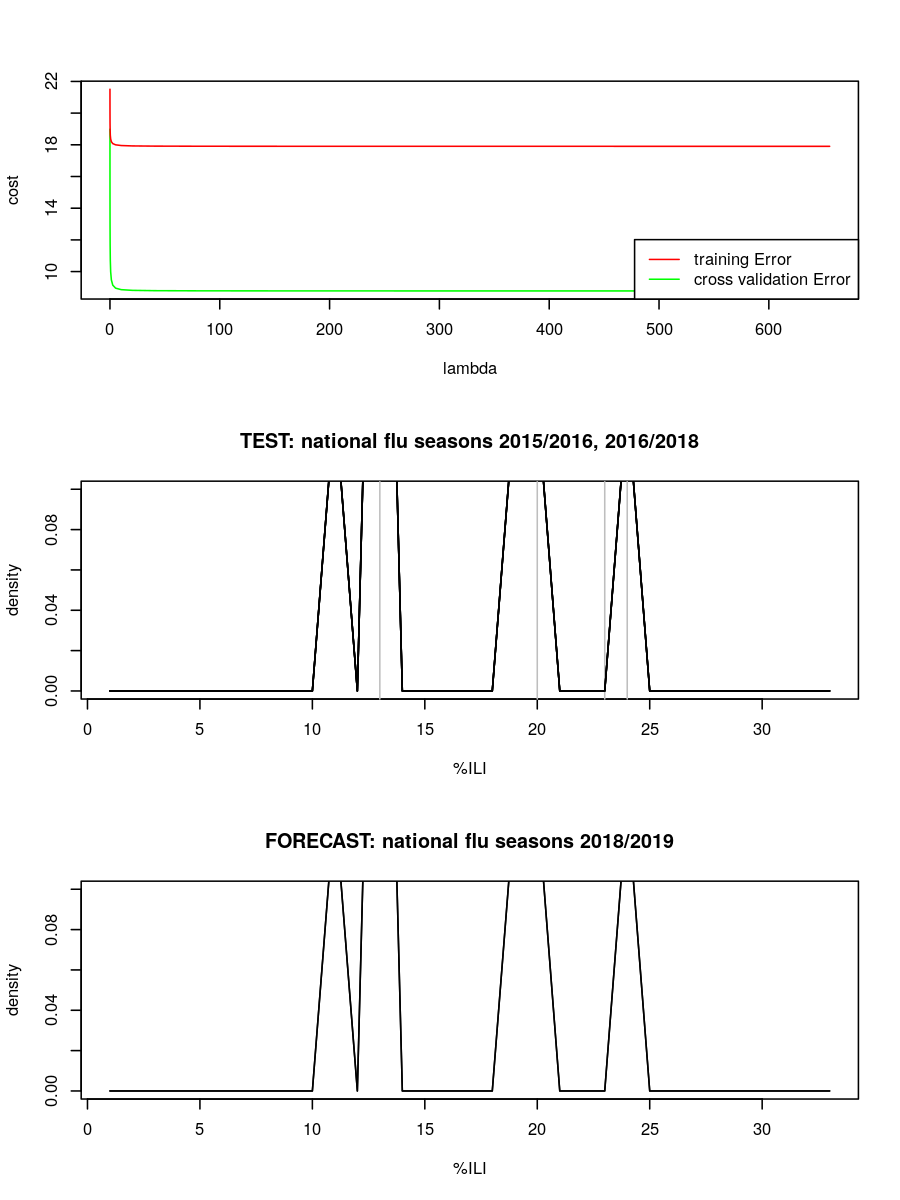 22
18
14
10
cost
training Error
cross validation Error
0 100 200 300 400 500 600
lambda
TEST: national flu seasons 2015/2016, 2016/2018
0.08
0.04
0.00
density
0 5 10 15 20 25 30
%ILI
FORECAST: national flu seasons 2018/2019
0.08
0.04
0.00
density
0 5 10 15 20 25 30
%ILI